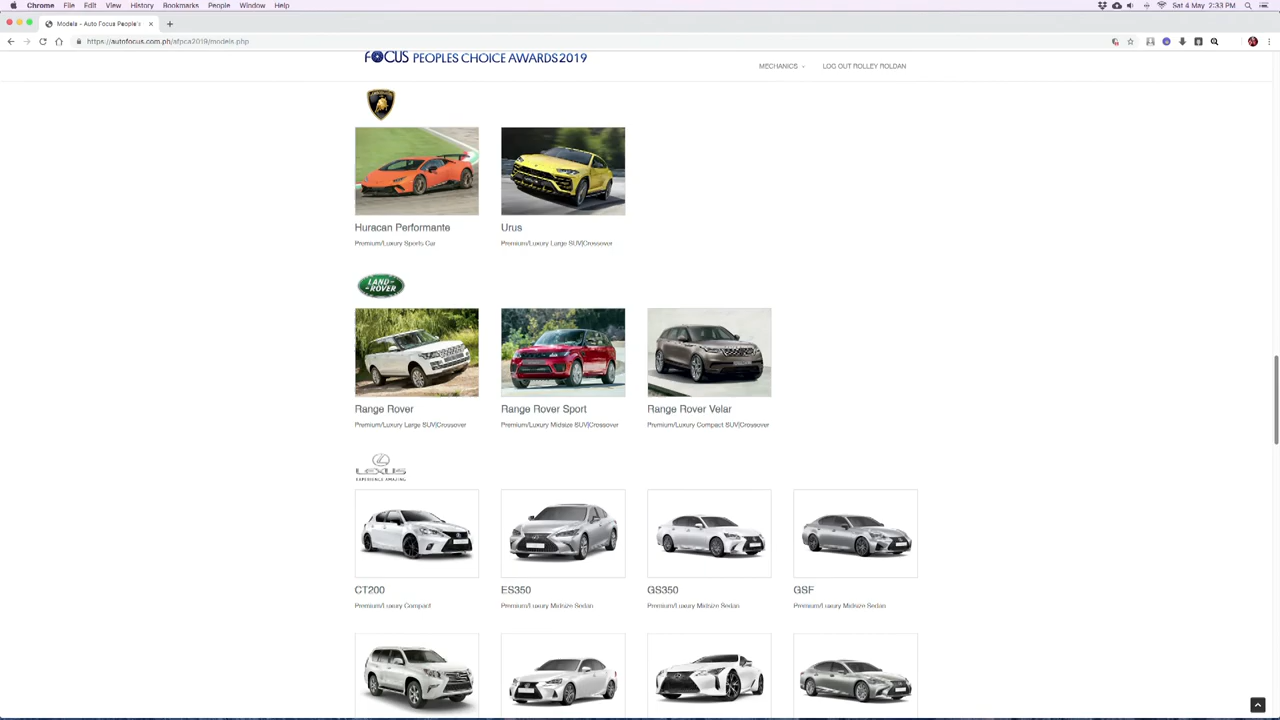 Chrome File Edit View History Bookmarks People Window Help
Sat 4 May 2:33 PM
Models - Auto Focus People's
https://autofocus.com.ph/afpca2019/models.php
FOCUS PEOPLES CHOICE AWARDS 2019
MECHANICS
LOG OUT ROLLEY ROLDAN
Huracan Performante
Premium/Luxury Sports Car
Urus
Premium/Luxury Large SUV|Crossover
LAND-
ROVER
Range Rover
Premium/Luxury Large SUV|Crossover
Range Rover Sport
Premium/Luxury Midsize SUV|Crossover
Range Rover Velar
Premium/Luxury Compact SUV|Crossover
LEXUS
EXPERIENCE AMAZING
CT200
Premium/Luxury Compact
ES350
Premium/Luxury Midsize Sedan
GS350
Premium/Luxury Midsize Sedan
GSF
Premium/Luxury Midsize Sedan